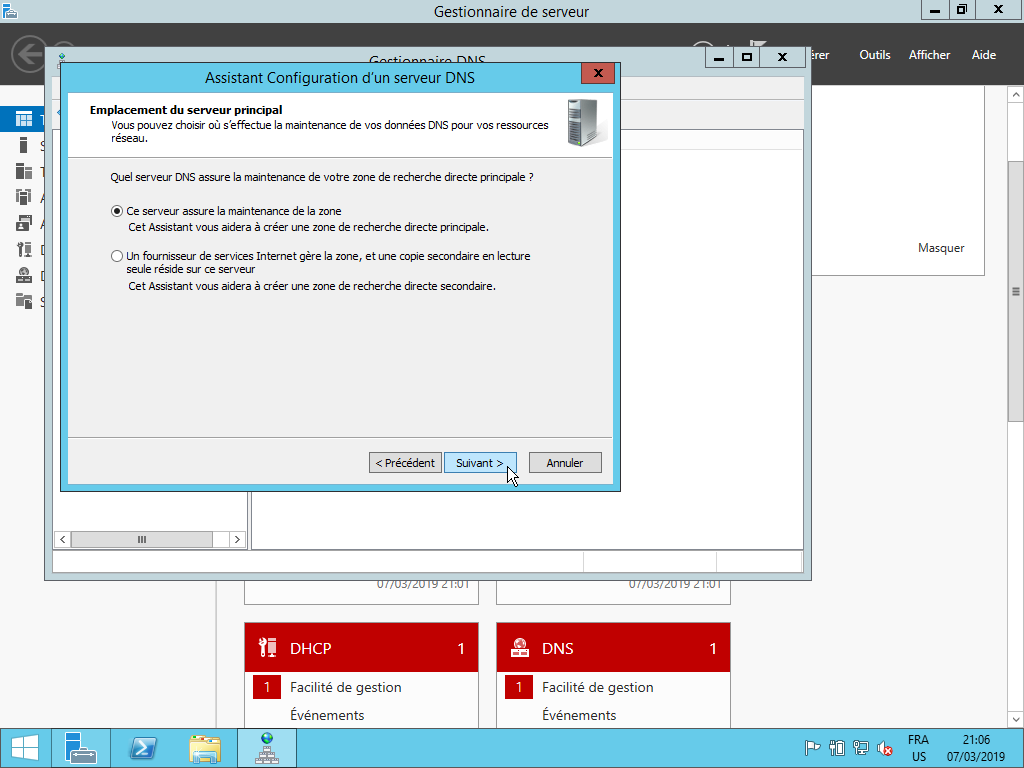 Gestionnaire de serveur
Gestionnaire DNS
Outils
Afficher
Aide
Assistant Configuration d'un serveur DNS
Emplacement du serveur principal
Vous pouvez choisir où s'effectue la maintenance de vos données DNS pour vos ressources
réseau.
Quel serveur DNS assure la maintenance de votre zone de recherche directe principale ?
Ce serveur assure la maintenance de la zone
Cet Assistant vous aidera à créer une zone de recherche directe principale.
Un fournisseur de services Internet gère la zone, et une copie secondaire en lecture
seule réside sur ce serveur
Cet Assistant vous aidera à créer une zone de recherche directe secondaire.
< Précédent
Suivant >
Annuler
Masquer
07/03/2019 21:01
07/03/2019 21:01
DHCP 1
1 Facilité de gestion
Événements
DNS 1
1 Facilité de gestion
Événements
FRA
US
21:06
07/03/2019